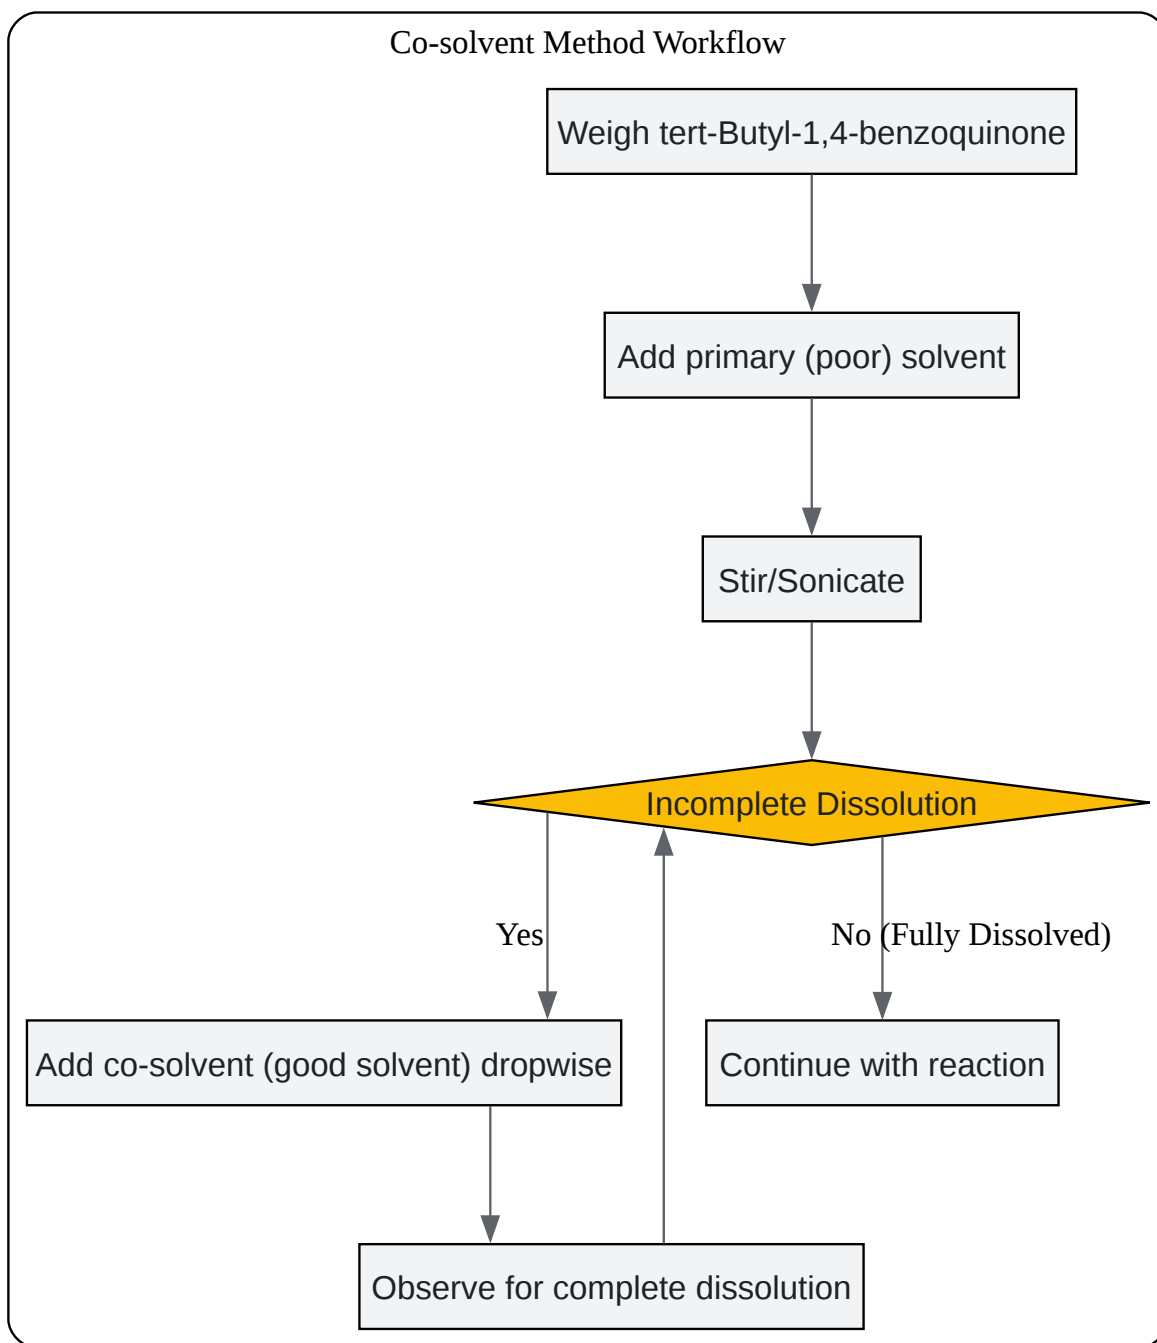 Co-solvent Method Workflow
Weigh tert-Butyl-1,4-benzoquinone
Add primary (poor) solvent
Stir/Sonicate
Incomplete Dissolution
Yes
No (Fully Dissolved)
Add co-solvent (good solvent) dropwise
Continue with reaction
Observe for complete dissolution